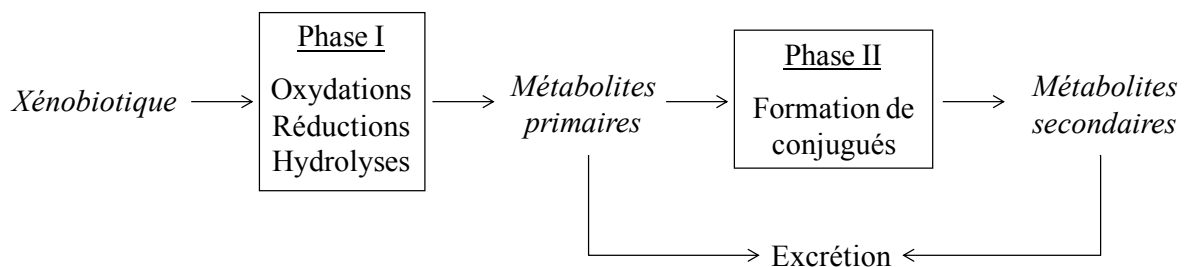 Xénobiotique
Phase I
Oxydations
Réductions
Hydrolyses
Métabolites
primaires
Phase II
Formation de
conjugués
Métabolites
secondaires
Excrétion